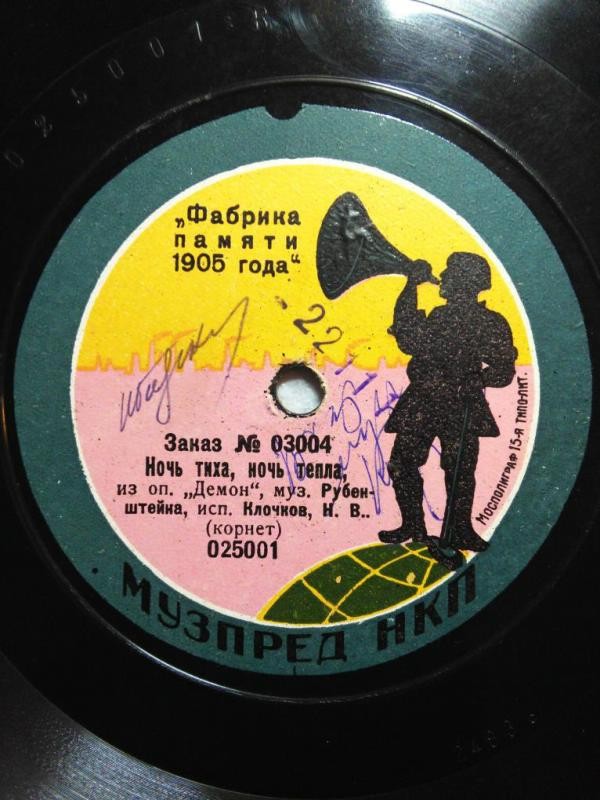 025001
„Фабрика
памяти
1905 года"
22
Заказ № 03004
Ночь тиха, ночь тепла,
из оп. „Демон", муз. Рубен-
штейна, исп. Клочков, Н. В..
(корнет)
025001
Мосполиграф 15-я типо-лит.
МУЗПРЕД НКП